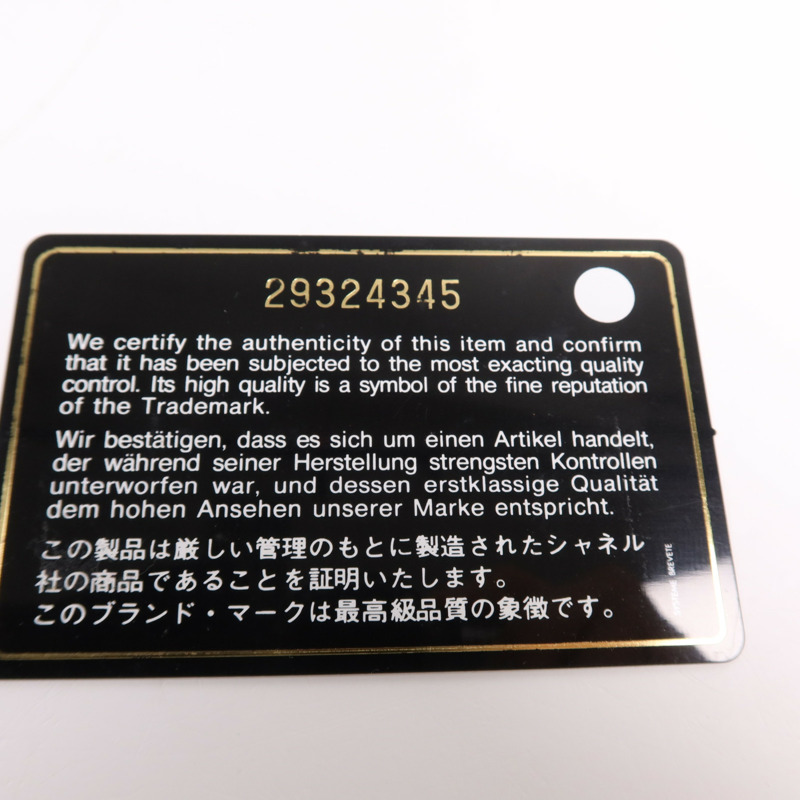 29324345
We certify the authenticity of this item and confirm
that it has been subjected to the most exacting quality
control. Its high quality is a symbol of the fine reputation
of the Trademark.
Wir bestätigen, dass es sich um einen Artikel handelt,
der während seiner Herstellung strengsten Kontrollen
unterworfen war, und dessen erstklassige Qualität
dem hohen Ansehen unserer Marke entspricht.
この製品は厳しい管理のもとに製造されたシャネル
社の商品であることを証明いたします。
このブランド・マークは最高級品質の象徴です。
BREVETE